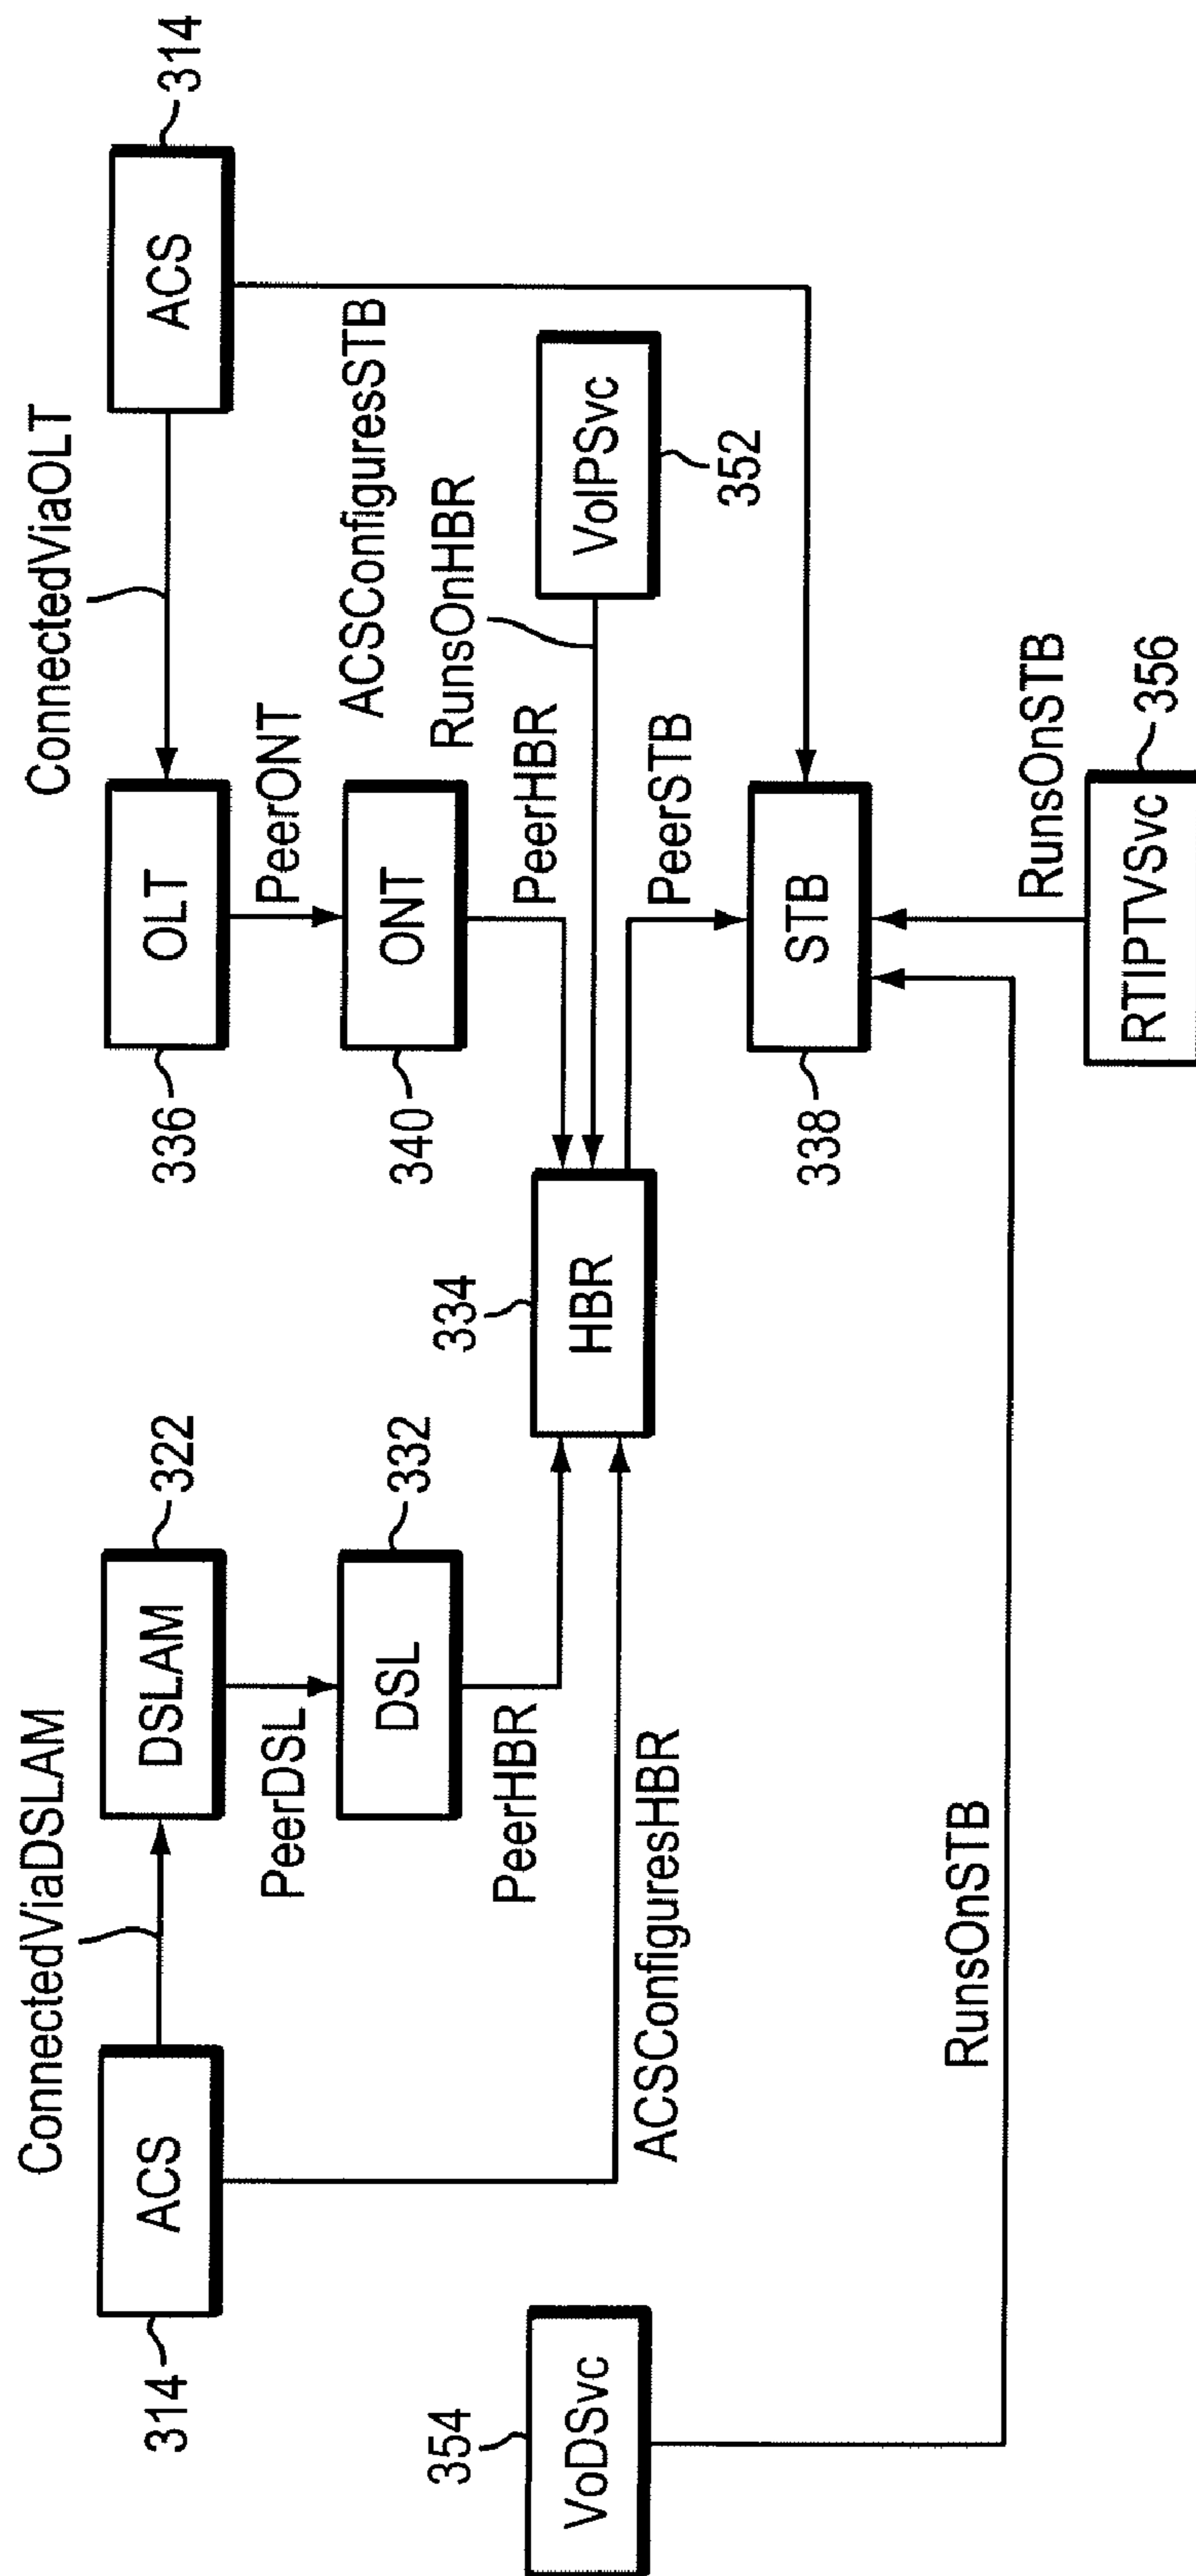 ConnectedViaDSLAM
ConnectedViaOLT
314
ACS
DSLAM
322
336
OLT
ACS
314
PeerDSL
PeerONT
DSL
332
340
ONT
ACSConfiguresSTB
RunsOnHBR
PeerHBR
PeerHBR
354
VoDSvc
334
HBR
VoIPSvc
352
ACSConfiguresHBR
PeerSTB
338
STB
RunsOnSTB
RunsOnSTB
RTIPTVSvc
356